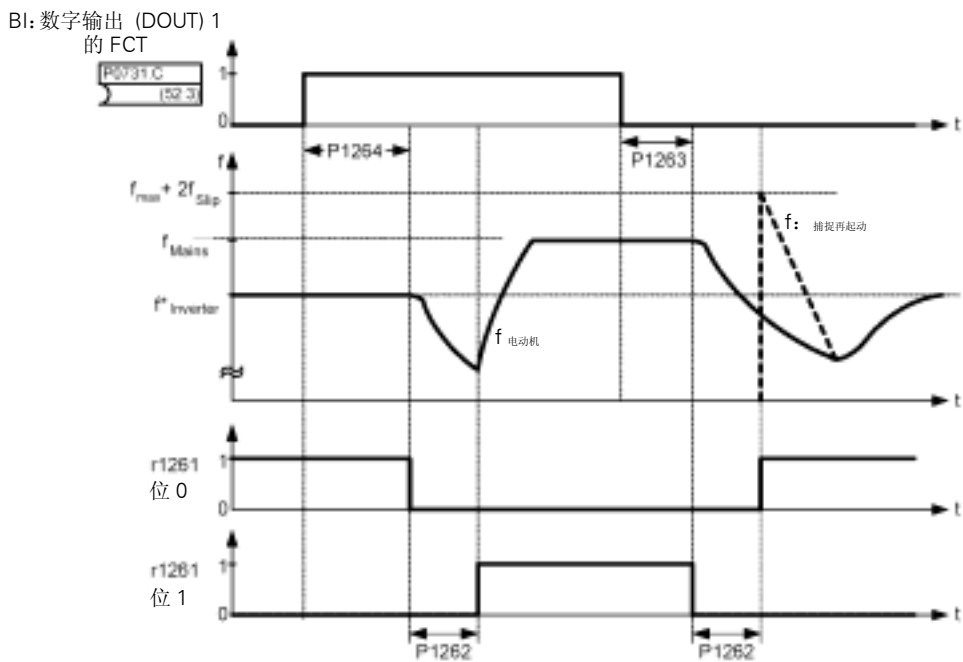 BI: 数字输出 (DOUT) 1
的 FCT
P0731.C
(52 3)
1
0
t
P1264
P1263
f
fmax + 2fSlip
f: 捕捉再起动
fMains
f* Inverter
f 电动机
t
r1261
位 0
1
0
t
r1261
位 1
1
0
t
P1262
P1262